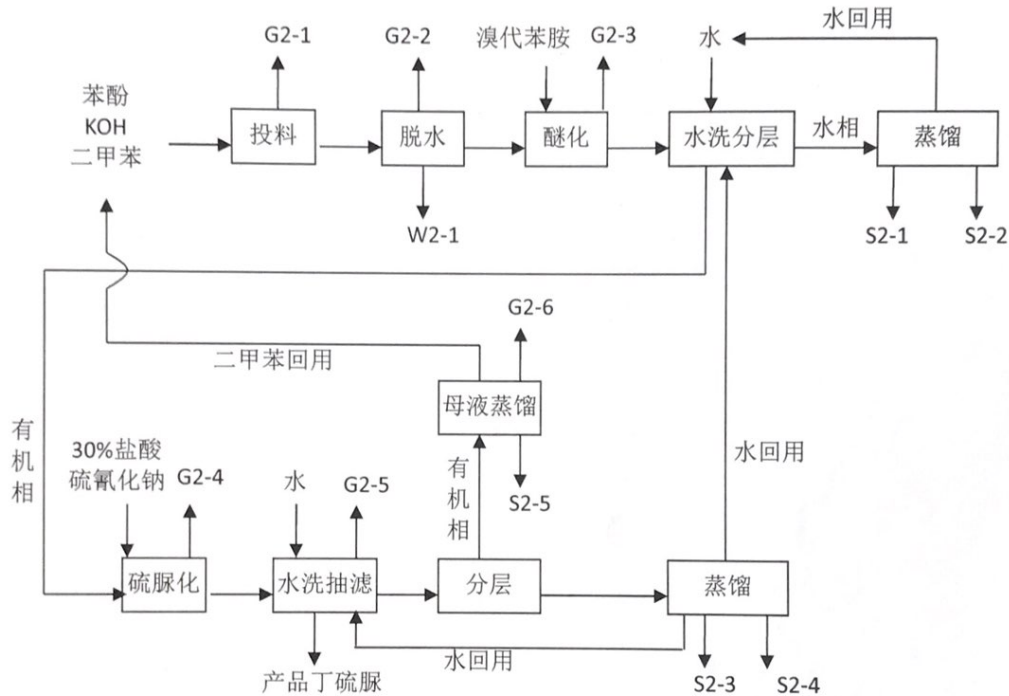 G2-1
G2-2
溴代苯胺
G2-3
水
水回用
苯酚
KOH
二甲苯
投料
脱水
醚化
水洗分层
水相
蒸馏
W2-1
S2-1
S2-2
G2-6
二甲苯回用
母液蒸馏
有机相
30%盐酸
硫氰化钠
G2-4
水
G2-5
有机相
S2-5
水回用
硫脲化
水洗抽滤
分层
蒸馏
水回用
产品丁硫脲
S2-3
S2-4